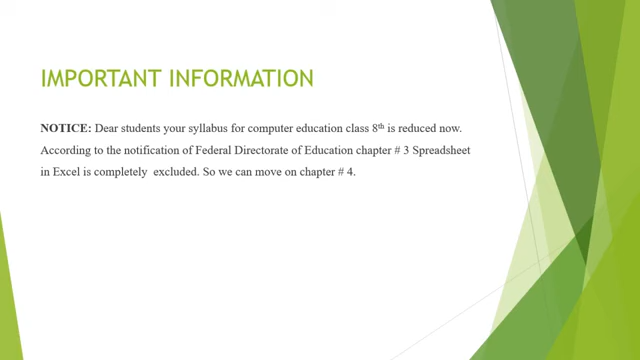 IMPORTANT INFORMATION
NOTICE: Dear students your syllabus for computer education class 8th is reduced now.
According to the notification of Federal Directorate of Education chapter # 3 Spreadsheet
in Excel is completely excluded. So we can move on chapter # 4.